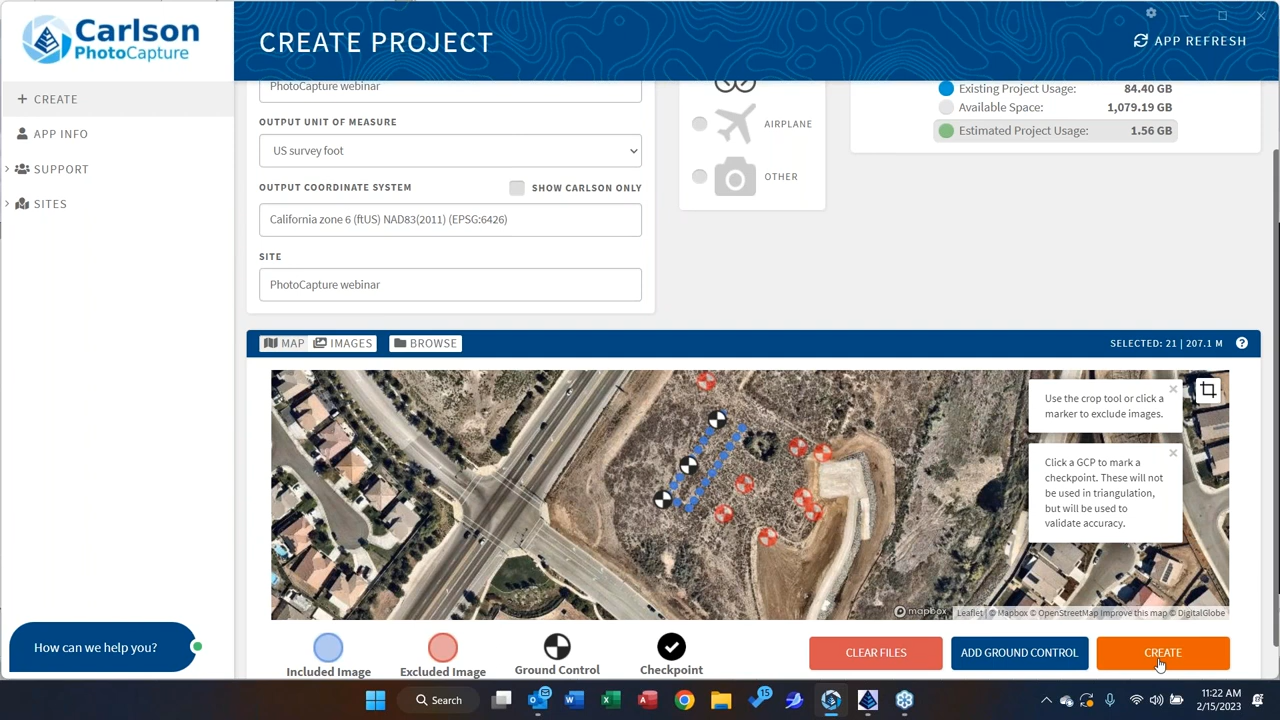 Carlson
PhotoCapture
CREATE PROJECT
APP REFRESH
CREATE
APP INFO
SUPPORT
SITES
PhotoCapture webinar
OUTPUT UNIT OF MEASURE
US survey foot
OUTPUT COORDINATE SYSTEM
SHOW CARLSON ONLY
California zone 6 (ftUS) NAD83(2011) (EPSG:6426)
SITE
PhotoCapture webinar
AIRPLANE
OTHER
Existing Project Usage: 84.40 GB
Available Space: 1,079.19 GB
Estimated Project Usage: 1.56 GB
MAP IMAGES BROWSE
SELECTED: 21 | 207.1 M
Use the crop tool or click a
marker to exclude images.
Click a GCP to mark a
checkpoint. These will not
be used in triangulation,
but will be used to
validate accuracy.
mapbox
Leaflet | © Mapbox © OpenStreetMap Improve this map © DigitalGlobe
Included Image
Excluded Image
Ground Control
Checkpoint
CLEAR FILES
ADD GROUND CONTROL
CREATE
How can we help you?
Search
15
11:22 AM
2/15/2023